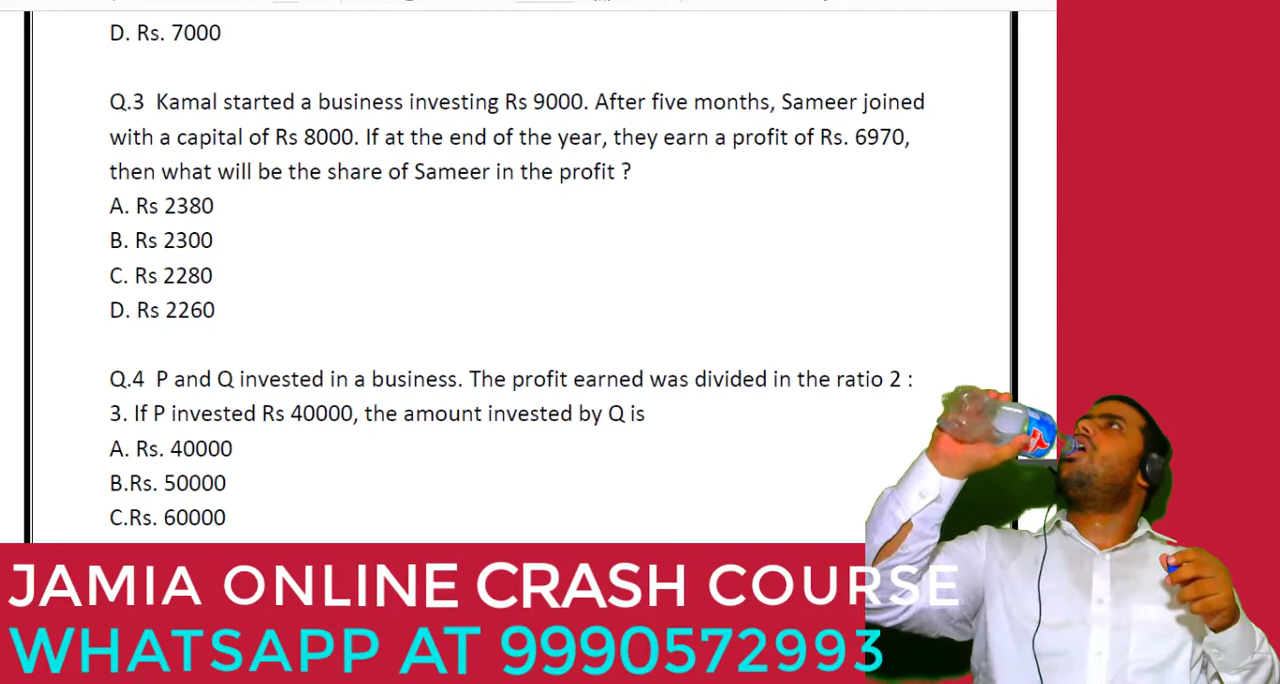 D. Rs. 7000
Q.3 Kamal started a business investing Rs 9000. After five months, Sameer joined
with a capital of Rs 8000. If at the end of the year, they earn a profit of Rs. 6970,
then what will be the share of Sameer in the profit ?
A. Rs 2380
B. Rs 2300
C. Rs 2280
D. Rs 2260
Q.4 P and Q invested in a business. The profit earned was divided in the ratio 2 :
3. If P invested Rs 40000, the amount invested by Q is
A. Rs. 40000
B.Rs. 50000
C.Rs. 60000
JAMIA ONLINE CRASH COURSE
WHATSAPP AT 9990572993